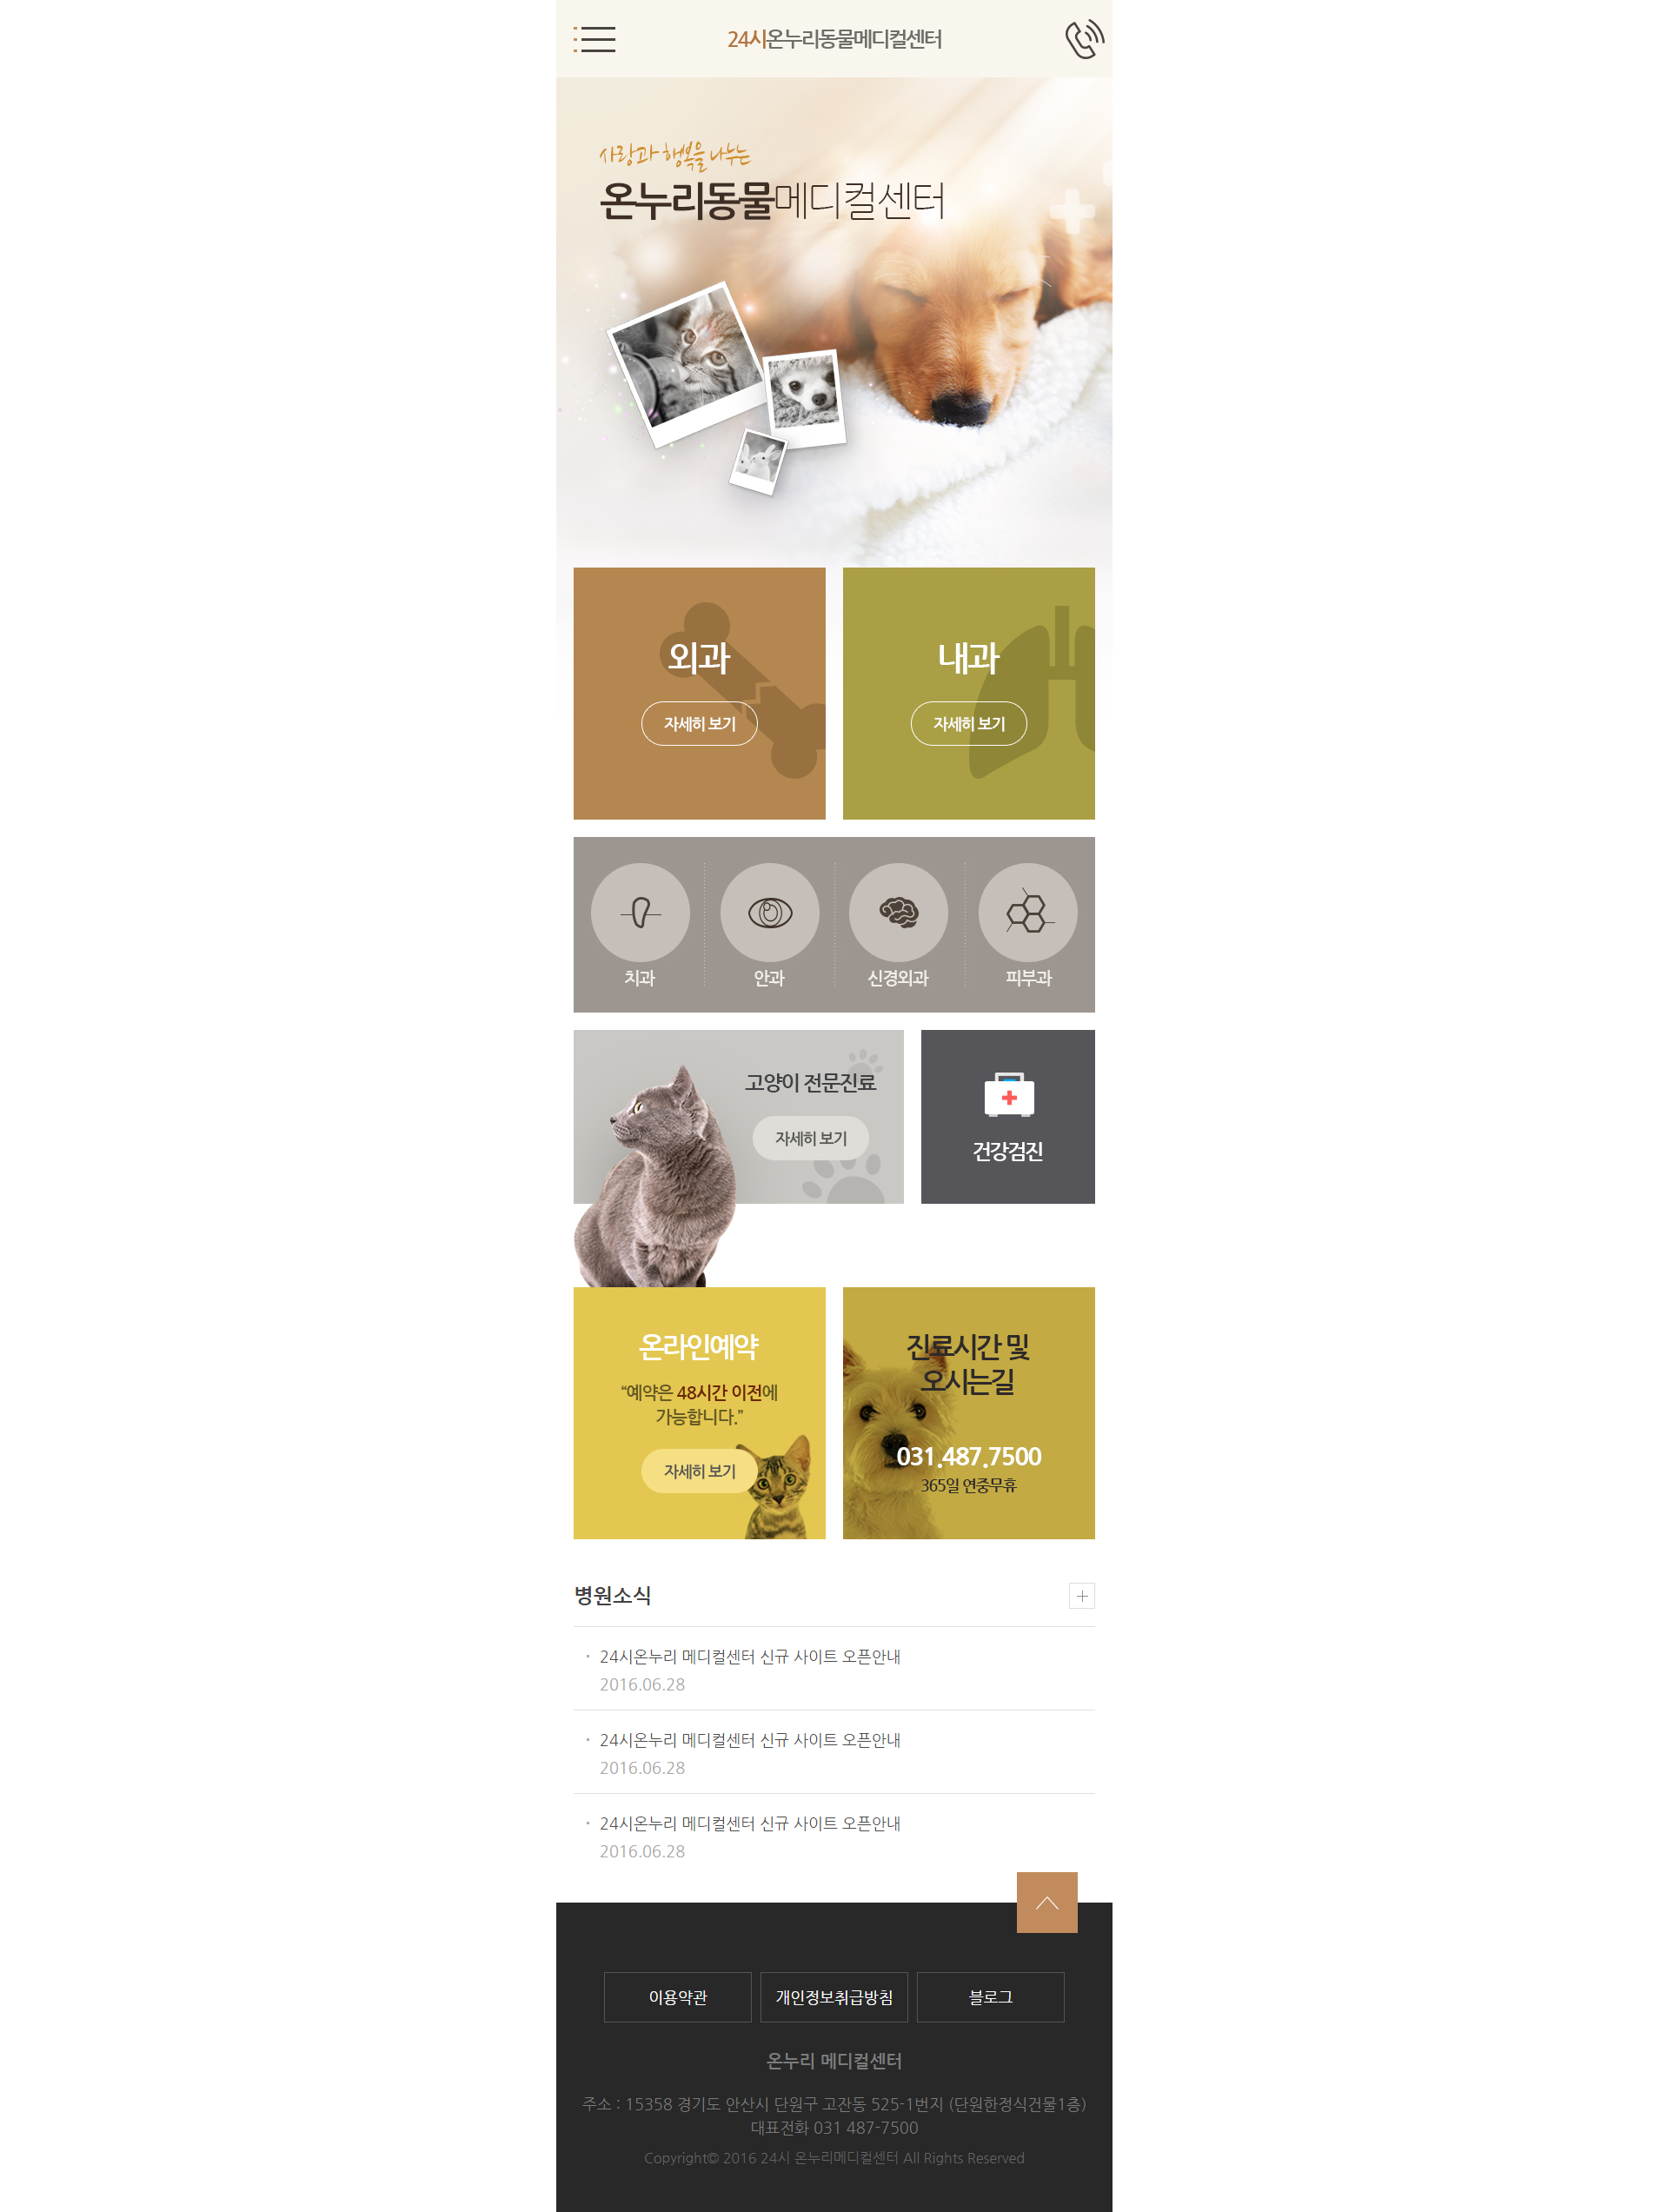 24시온누리동물메디컬센터
사랑과 행복을 나누는
온누리동물메디컬센터
외과
자세히 보기
내과
자세히 보기
치과
안과
신경외과
피부과
고양이 전문진료
자세히 보기
건강검진
온라인예약
“예약은 48시간 이전에
가능합니다.”
자세히 보기
진료시간 및
오시는길
031.487.7500
365일 연중무휴
병원소식
24시온누리 메디컬센터 신규 사이트 오픈안내
2016.06.28
24시온누리 메디컬센터 신규 사이트 오픈안내
2016.06.28
24시온누리 메디컬센터 신규 사이트 오픈안내
2016.06.28
이용약관
개인정보취급방침
블로그
온누리 메디컬센터
주소 : 15358 경기도 안산시 단원구 고잔동 525-1번지 (단원한정식건물1층)
대표전화 031 487-7500
Copyright© 2016 24시 온누리메디컬센터 All Rights Reserved